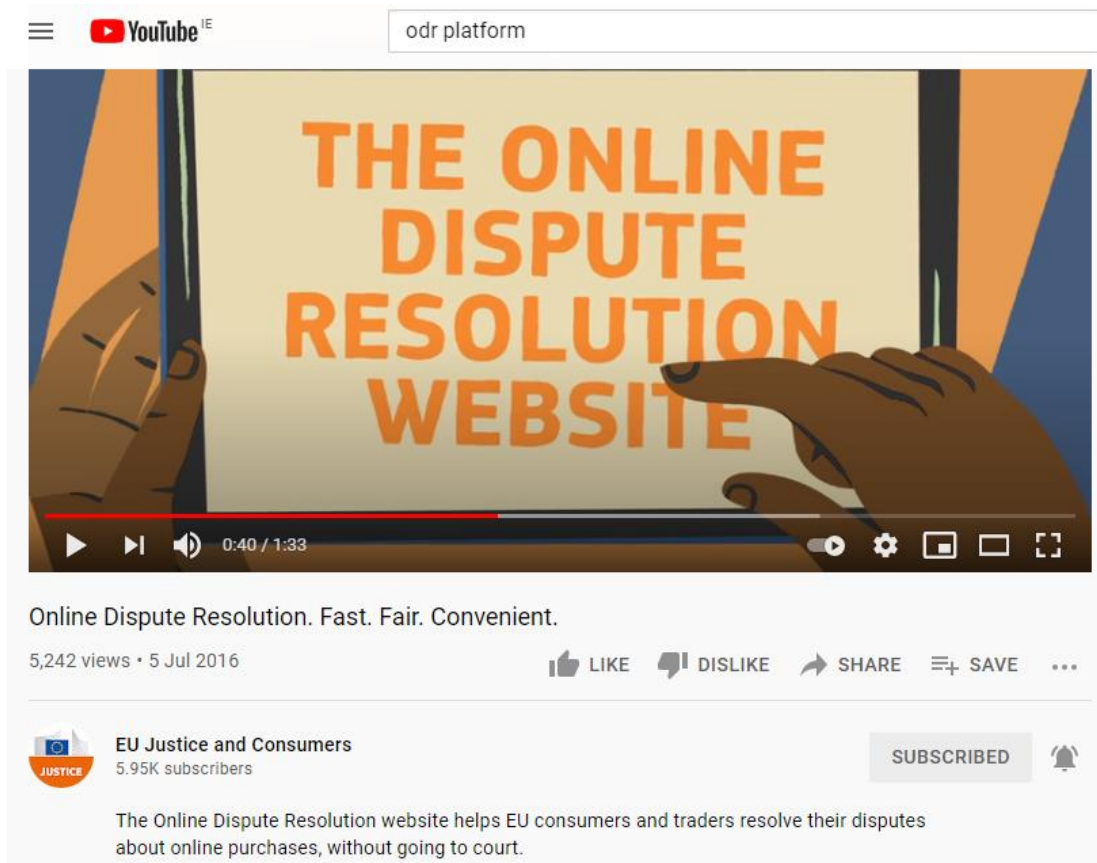 YouTube IE
odr platform
THE ONLINE
DISPUTE
RESOLUTION
WEBSITE
0:40 / 1:33
Online Dispute Resolution. Fast. Fair. Convenient.
5,242 views • 5 Jul 2016
LIKE DISLIKE SHARE SAVE
JUSTICE
EU Justice and Consumers
5.95K subscribers
SUBSCRIBED
The Online Dispute Resolution website helps EU consumers and traders resolve their disputes
about online purchases, without going to court.